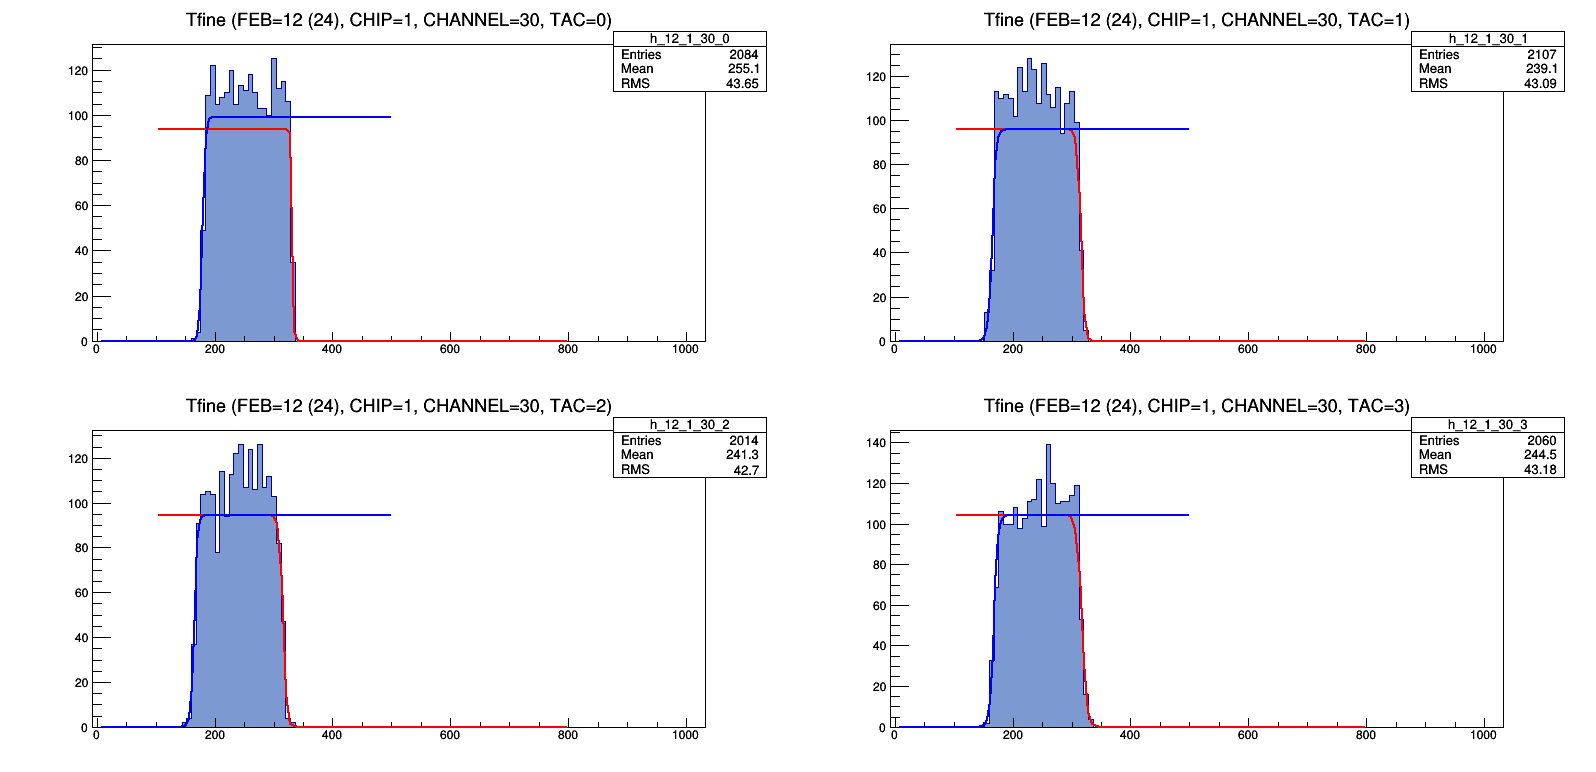 Tfine (FEB=12 (24), CHIP=1, CHANNEL=30, TAC=0)
h_12_1_30_0
Entries 2084
Mean 255.1
RMS 43.65
120
100
80
60
40
20
0
0 200 400 600 800 1000
Tfine (FEB=12 (24), CHIP=1, CHANNEL=30, TAC=1)
h_12_1_30_1
Entries 2107
Mean 239.1
RMS 43.09
120
100
80
60
40
20
0
0 200 400 600 800 1000
Tfine (FEB=12 (24), CHIP=1, CHANNEL=30, TAC=2)
h_12_1_30_2
Entries 2014
Mean 241.3
RMS 42.7
120
100
80
60
40
20
0
0 200 400 600 800 1000
Tfine (FEB=12 (24), CHIP=1, CHANNEL=30, TAC=3)
h_12_1_30_3
Entries 2060
Mean 244.5
RMS 43.18
140
120
100
80
60
40
20
0
0 200 400 600 800 1000